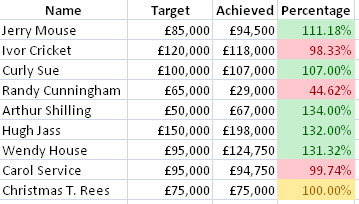 Name Target Achieved Percentage
Jerry Mouse £85,000 £94,500 111.18%
Ivor Cricket £120,000 £118,000 98.33%
Curly Sue £100,000 £107,000 107.00%
Randy Cunningham £65,000 £29,000 44.62%
Arthur Shilling £50,000 £67,000 134.00%
Hugh Jass £150,000 £198,000 132.00%
Wendy House £95,000 £124,750 131.32%
Carol Service £95,000 £94,750 99.74%
Christmas T. Rees £75,000 £75,000 100.00%